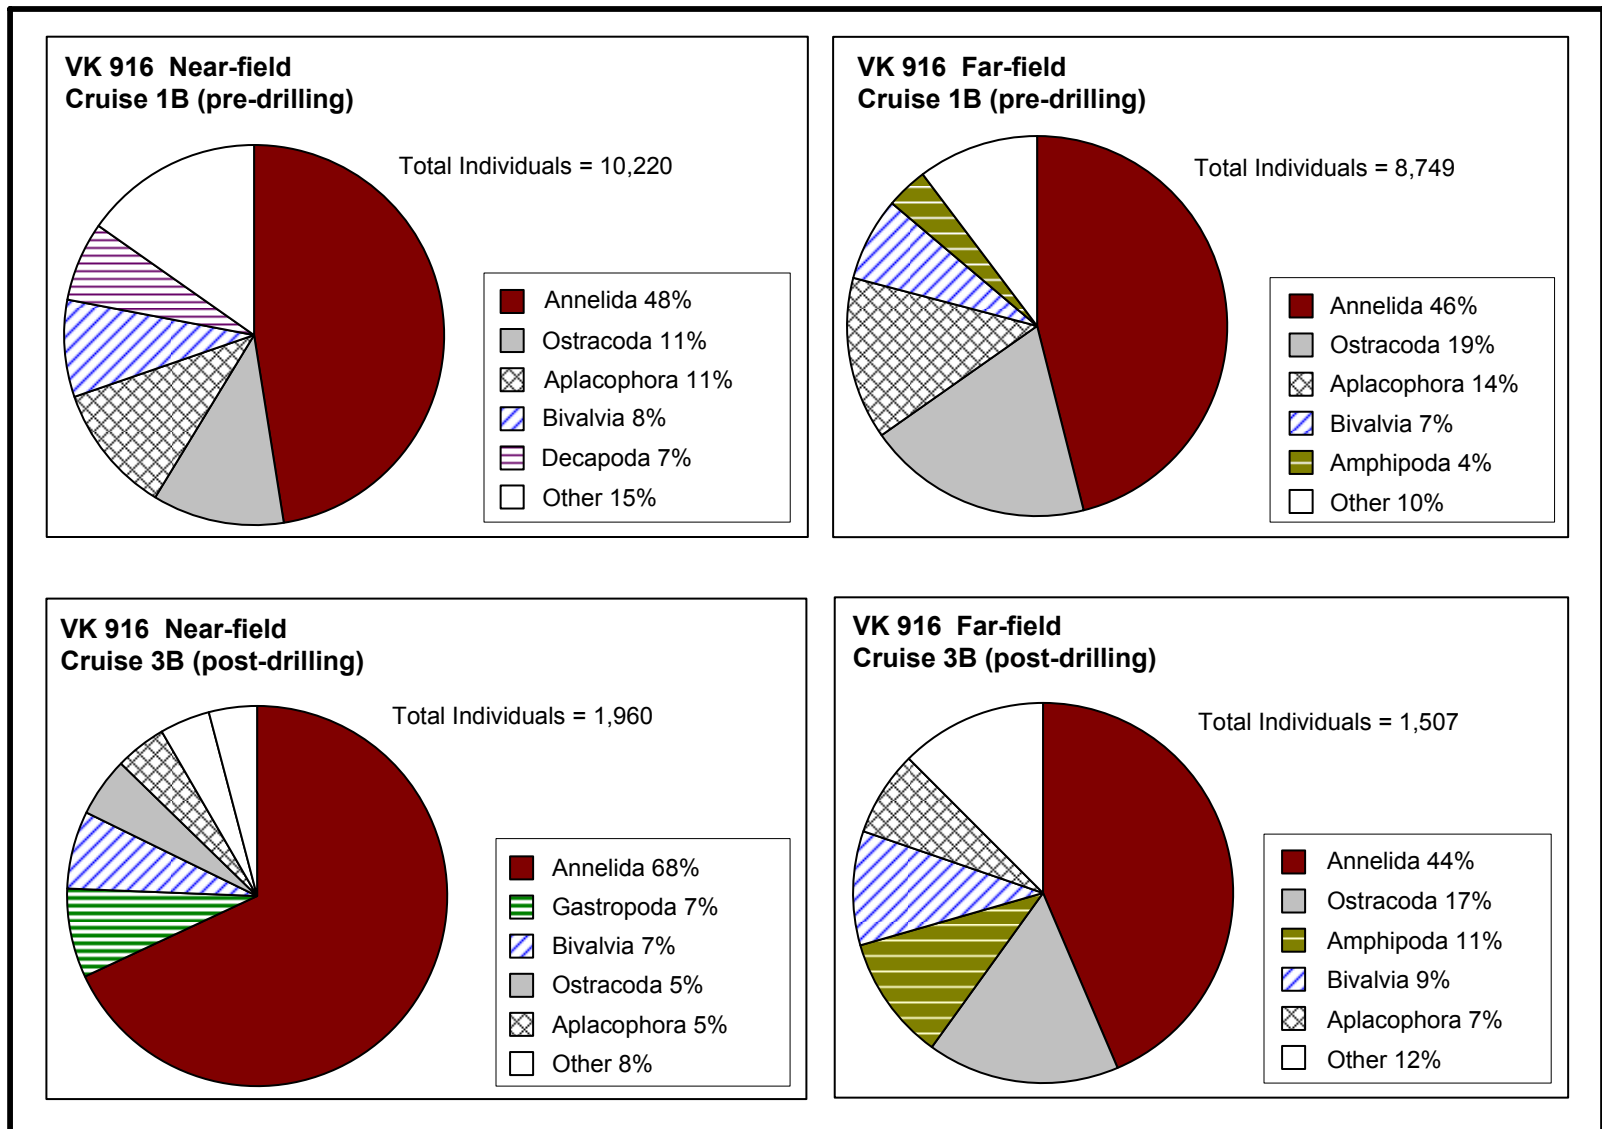 VK 916 Near-field
Cruise 1B (pre-drilling)
Total Individuals = 10,220
Annelida 48%
Ostracoda 11%
Aplacophora 11%
Bivalvia 8%
Decapoda 7%
Other 15%
VK 916 Far-field
Cruise 1B (pre-drilling)
Total Individuals = 8,749
Annelida 46%
Ostracoda 19%
Aplacophora 14%
Bivalvia 7%
Amphipoda 4%
Other 10%
VK 916 Near-field
Cruise 3B (post-drilling)
Total Individuals = 1,960
Annelida 68%
Gastropoda 7%
Bivalvia 7%
Ostracoda 5%
Aplacophora 5%
Other 8%
VK 916 Far-field
Cruise 3B (post-drilling)
Total Individuals = 1,507
Annelida 44%
Ostracoda 17%
Amphipoda 11%
Bivalvia 9%
Aplacophora 7%
Other 12%